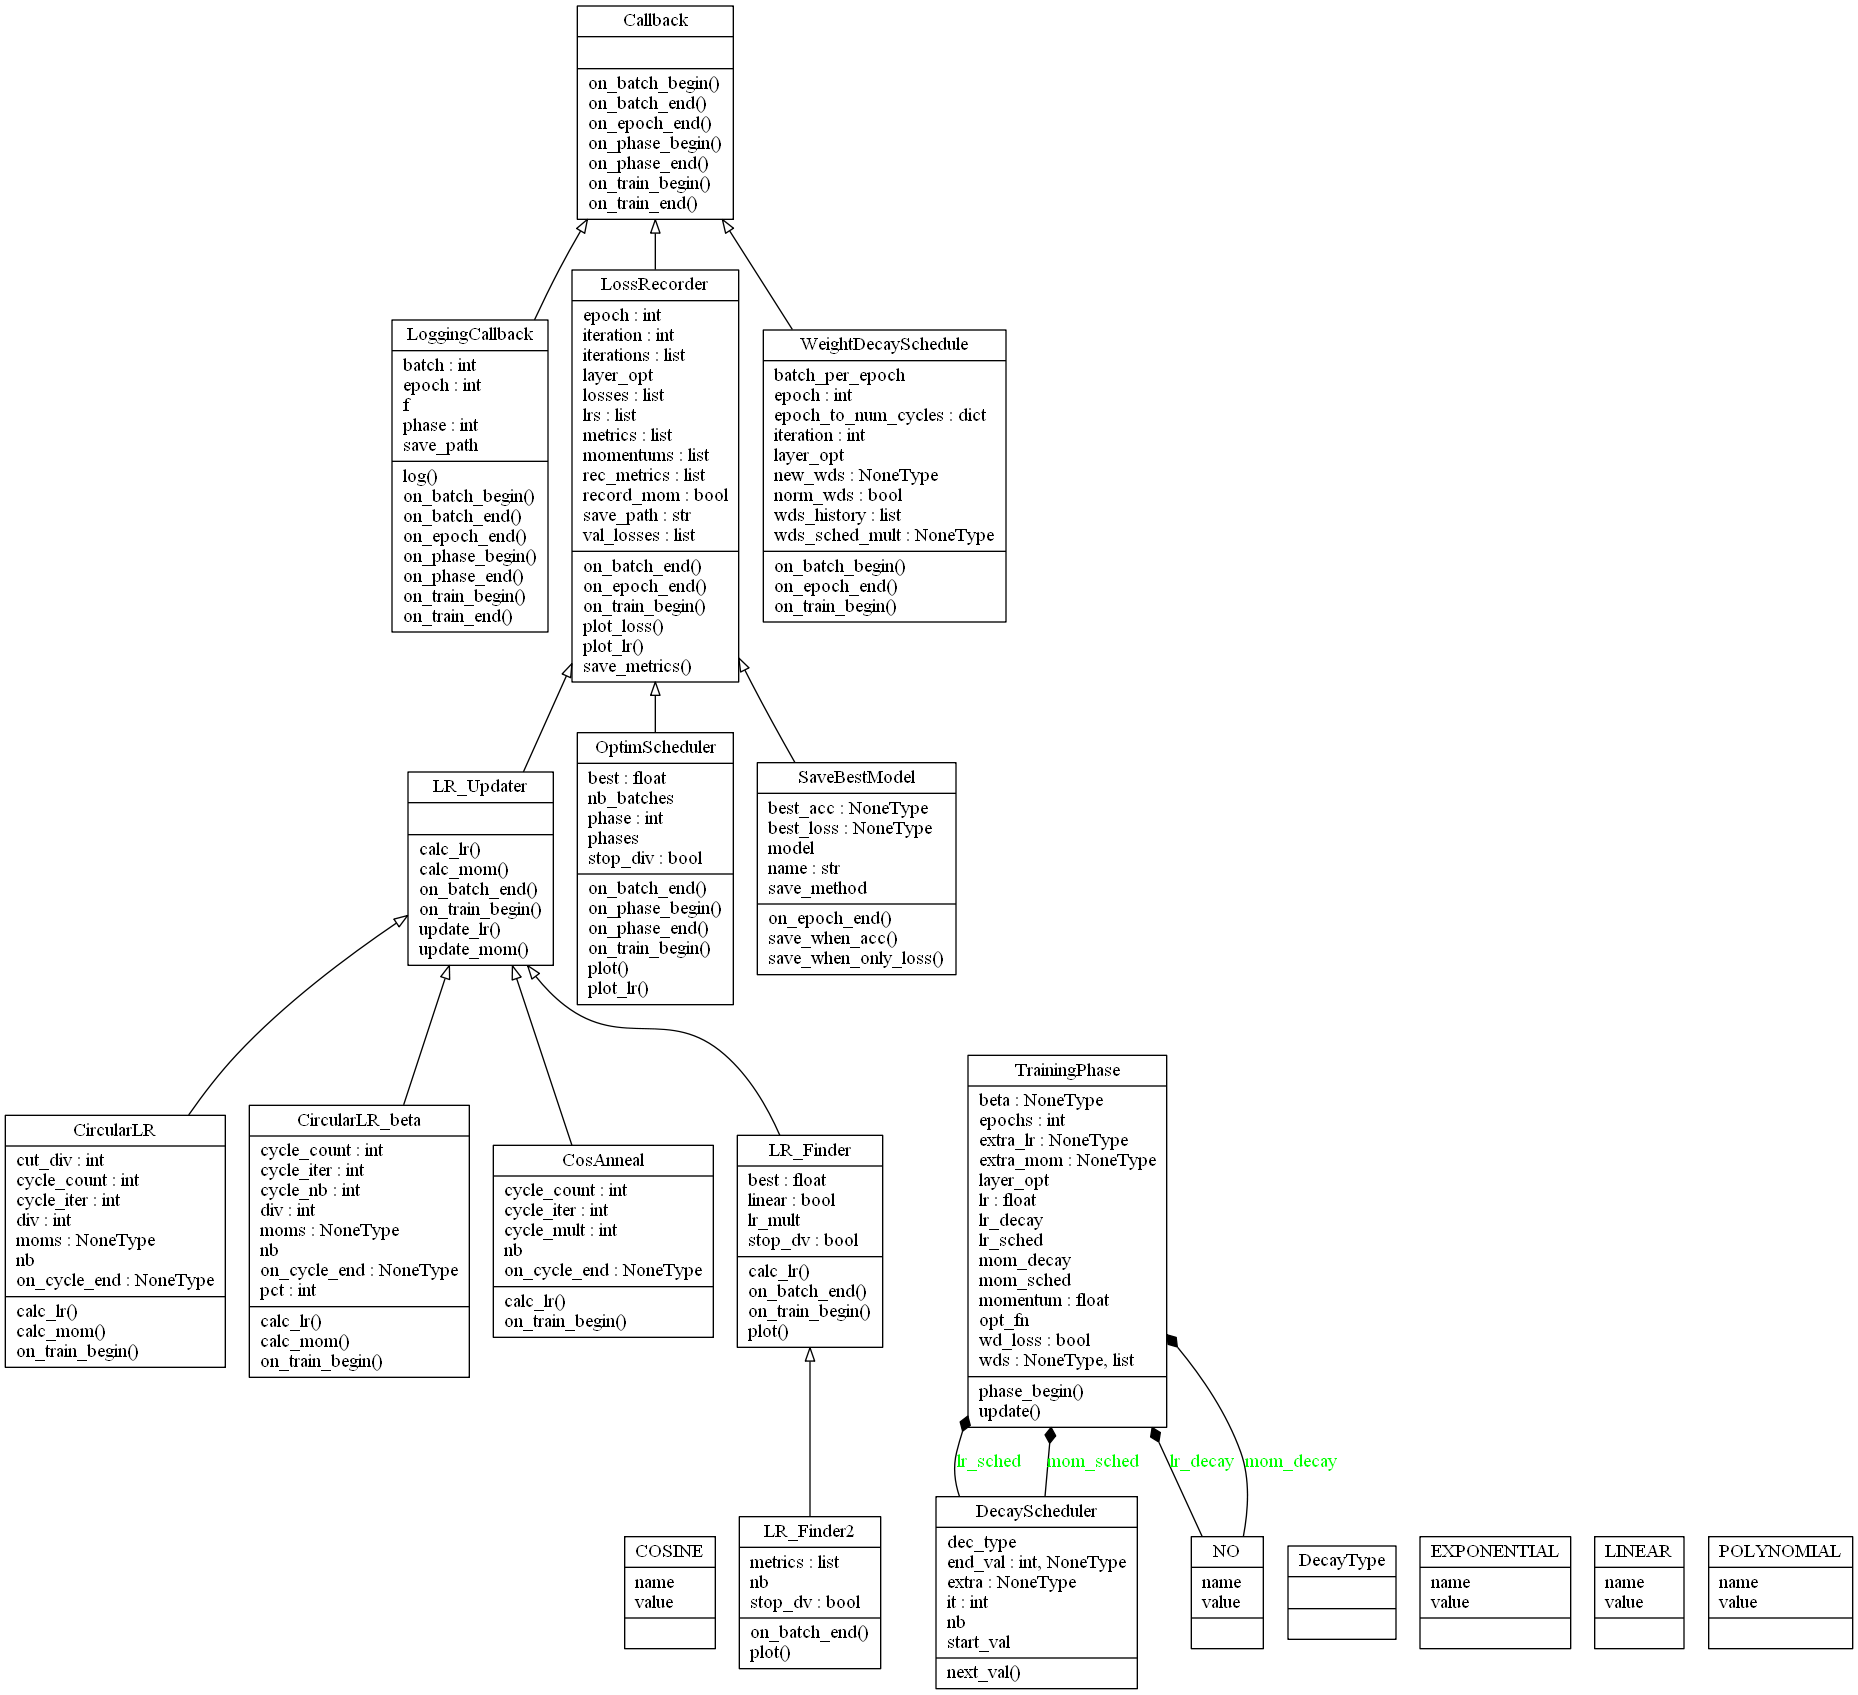 Callback
on_batch_begin()
on_batch_end()
on_epoch_end()
on_phase_begin()
on_phase_end()
on_train_begin()
on_train_end()
LoggingCallback
batch : int
epoch : int
f
phase : int
save_path
log()
on_batch_begin()
on_batch_end()
on_epoch_end()
on_phase_begin()
on_phase_end()
on_train_begin()
on_train_end()
LossRecorder
epoch : int
iteration : int
iterations : list
layer_opt
losses : list
lrs : list
metrics : list
momentums : list
rec_metrics : list
record_mom : bool
save_path : str
val_losses : list
on_batch_end()
on_epoch_end()
on_train_begin()
plot_loss()
plot_lr()
save_metrics()
WeightDecaySchedule
batch_per_epoch
epoch : int
epoch_to_num_cycles : dict
iteration : int
layer_opt
new_wds : NoneType
norm_wds : bool
wds_history : list
wds_sched_mult : NoneType
on_batch_begin()
on_epoch_end()
on_train_begin()
LR_Updater
calc_lr()
calc_mom()
on_batch_end()
on_train_begin()
update_lr()
update_mom()
OptimScheduler
best : float
nb_batches
phase : int
phases
stop_div : bool
on_batch_end()
on_phase_begin()
on_phase_end()
on_train_begin()
plot()
plot_lr()
SaveBestModel
best_acc : NoneType
best_loss : NoneType
model
name : str
save_method
on_epoch_end()
save_when_acc()
save_when_only_loss()
CircularLR
cut_div : int
cycle_count : int
cycle_iter : int
div : int
moms : NoneType
nb
on_cycle_end : NoneType
calc_lr()
calc_mom()
on_train_begin()
CircularLR_beta
cycle_count : int
cycle_iter : int
cycle_nb : int
div : int
moms : NoneType
nb
on_cycle_end : NoneType
pct : int
calc_lr()
calc_mom()
on_train_begin()
CosAnneal
cycle_count : int
cycle_iter : int
cycle_mult : int
nb
on_cycle_end : NoneType
calc_lr()
on_train_begin()
LR_Finder
best : float
linear : bool
lr_mult
stop_dv : bool
calc_lr()
on_batch_end()
on_train_begin()
plot()
TrainingPhase
beta : NoneType
epochs : int
extra_lr : NoneType
extra_mom : NoneType
layer_opt
lr : float
lr_decay
lr_sched
mom_decay
mom_sched
momentum : float
opt_fn
wd_loss : bool
wds : NoneType, list
phase_begin()
update()
lr_sched
mom_sched
lr_decay
mom_decay
COSINE
name
value
LR_Finder2
metrics : list
nb
stop_dv : bool
on_batch_end()
plot()
DecayScheduler
dec_type
end_val : int, NoneType
extra : NoneType
it : int
nb
start_val
next_val()
NO
name
value
DecayType
EXPONENTIAL
name
value
LINEAR
name
value
POLYNOMIAL
name
value